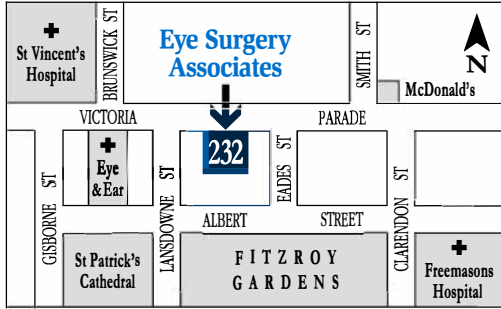 St Vincent's
Hospital
BRUNSWICK ST
Eye Surgery
Associates
SMITH ST
N
McDonald's
VICTORIA
PARADE
232
Eye
& Ear
GISBORNE ST
LANSDOWNE ST
EADES ST
CLARENDON ST
ALBERT
STREET
St Patrick's
Cathedral
FITZROY
GARDENS
Freemasons
Hospital